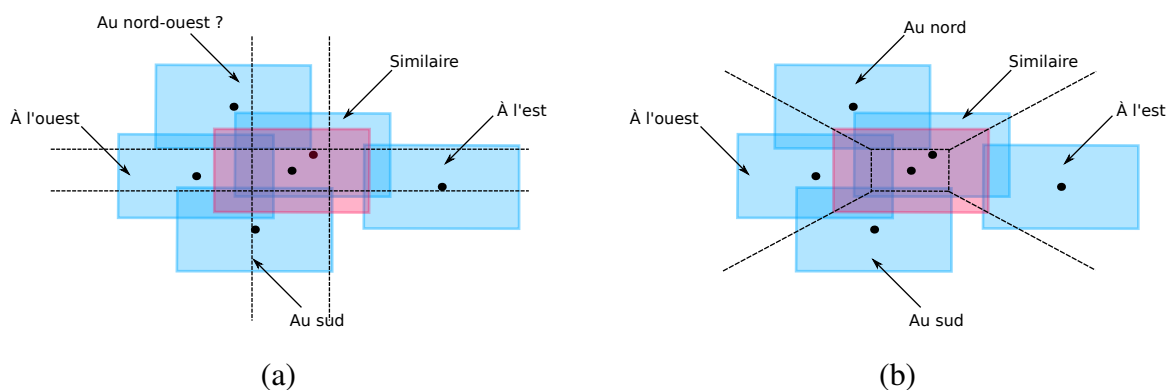 Au nord-ouest ?
Similaire
À l'ouest
À l'est
Au sud
(a)
Au nord
Similaire
À l'ouest
À l'est
Au sud
(b)